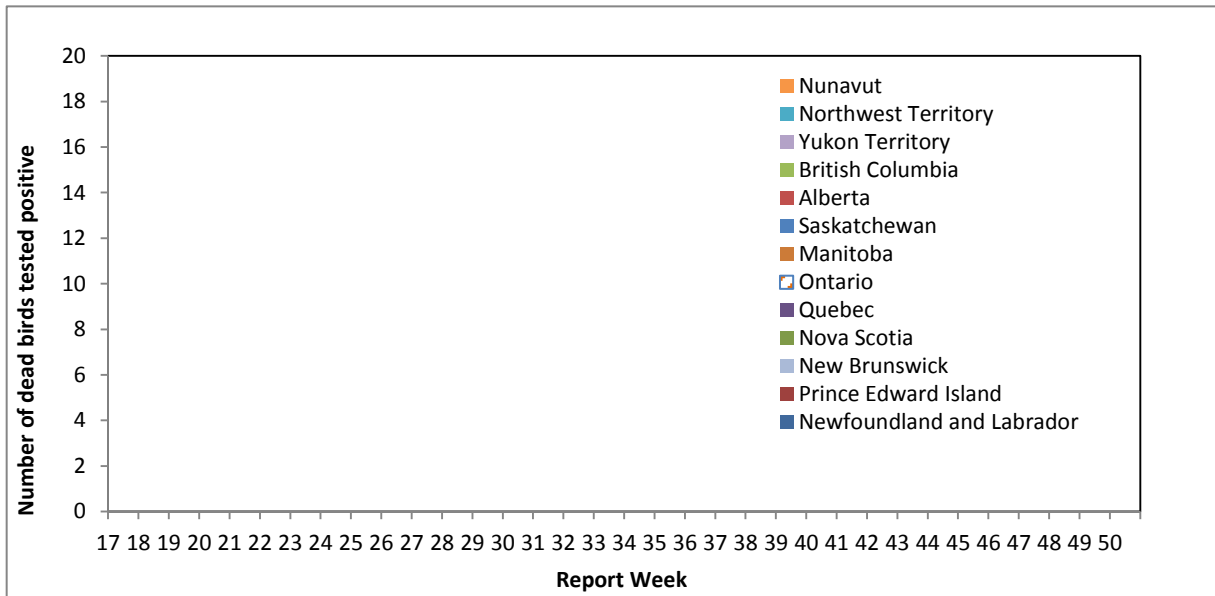 Number of dead birds tested positive
20
18
16
14
12
10
8
6
4
2
0
Nunavut
Northwest Territory
Yukon Territory
British Columbia
Alberta
Saskatchewan
Manitoba
Ontario
Quebec
Nova Scotia
New Brunswick
Prince Edward Island
Newfoundland and Labrador
17 18 19 20 21 22 23 24 25 26 27 28 29 30 31 32 33 34 35 36 37 38 39 40 41 42 43 44 45 46 47 48 49 50
Report Week